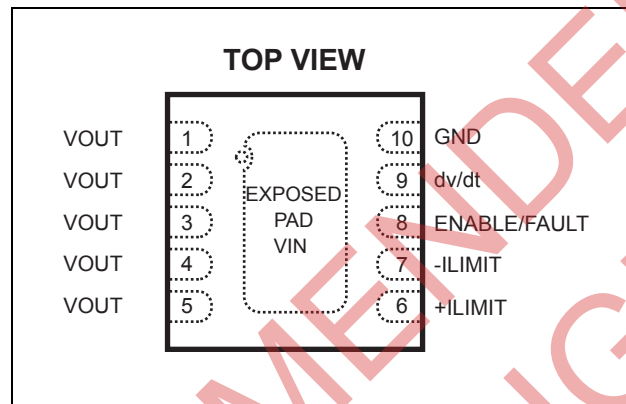 TOP VIEW
VOUT 1 10 GND
VOUT 2 9 dv/dt
VOUT 3 8 ENABLE/FAULT
VOUT 4 7 -ILIMIT
VOUT 5 6 +ILIMIT
EXPOSED
PAD
VIN
MENDE